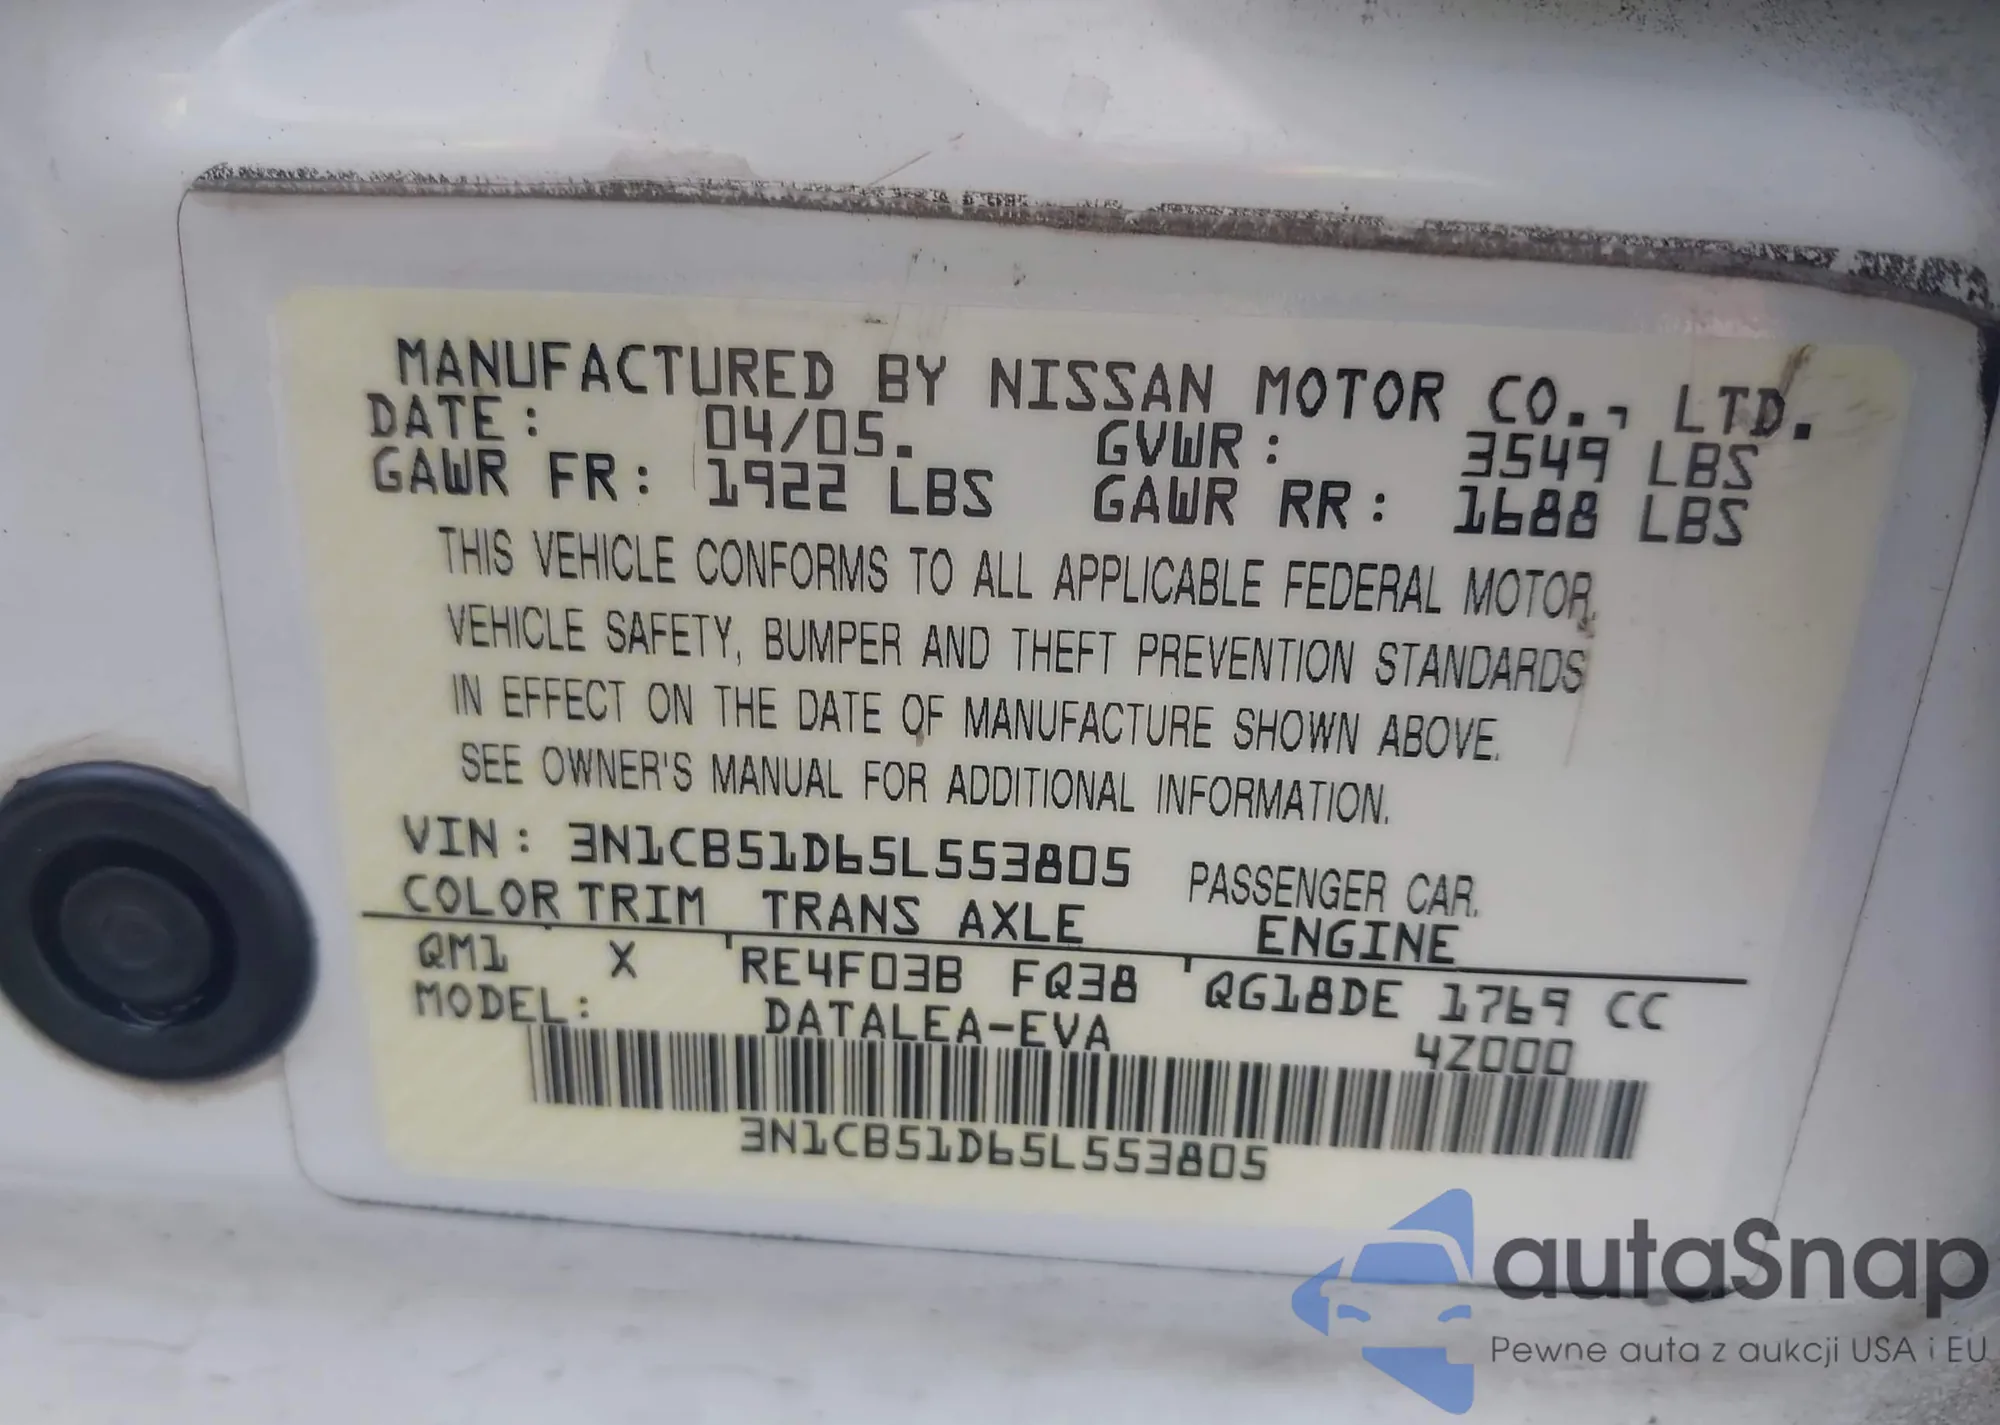 MANUFACTURED BY NISSAN MOTOR CO., LTD.
DATE: 04/05. GVWR: 3549 LBS
GAWR FR: 1922 LBS GAWR RR: 1688 LBS
THIS VEHICLE CONFORMS TO ALL APPLICABLE FEDERAL MOTOR
VEHICLE SAFETY, BUMPER AND THEFT PREVENTION STANDARDS
IN EFFECT ON THE DATE OF MANUFACTURE SHOWN ABOVE.
SEE OWNER'S MANUAL FOR ADDITIONAL INFORMATION.
VIN: 3N1CB51D65L553805 PASSENGER CAR.
COLOR TRIM TRANS AXLE ENGINE
QM1 X RE4F03B FQ38 QG18DE 1769 CC
MODEL: DATALEA-EVA 4Z000
3N1CB51D65L553805
autaSnap
Pewne auta z aukcji USA i EU